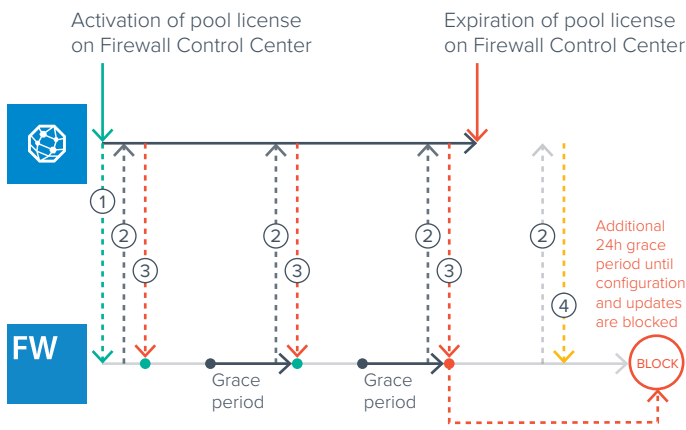 Activation of pool license
on Firewall Control Center
Expiration of pool license
on Firewall Control Center
1
2
2
2
2
3
3
3
4
Additional
24h grace
period until
configuration
and updates
are blocked
FW
BLOCK
Grace
period
Grace
period